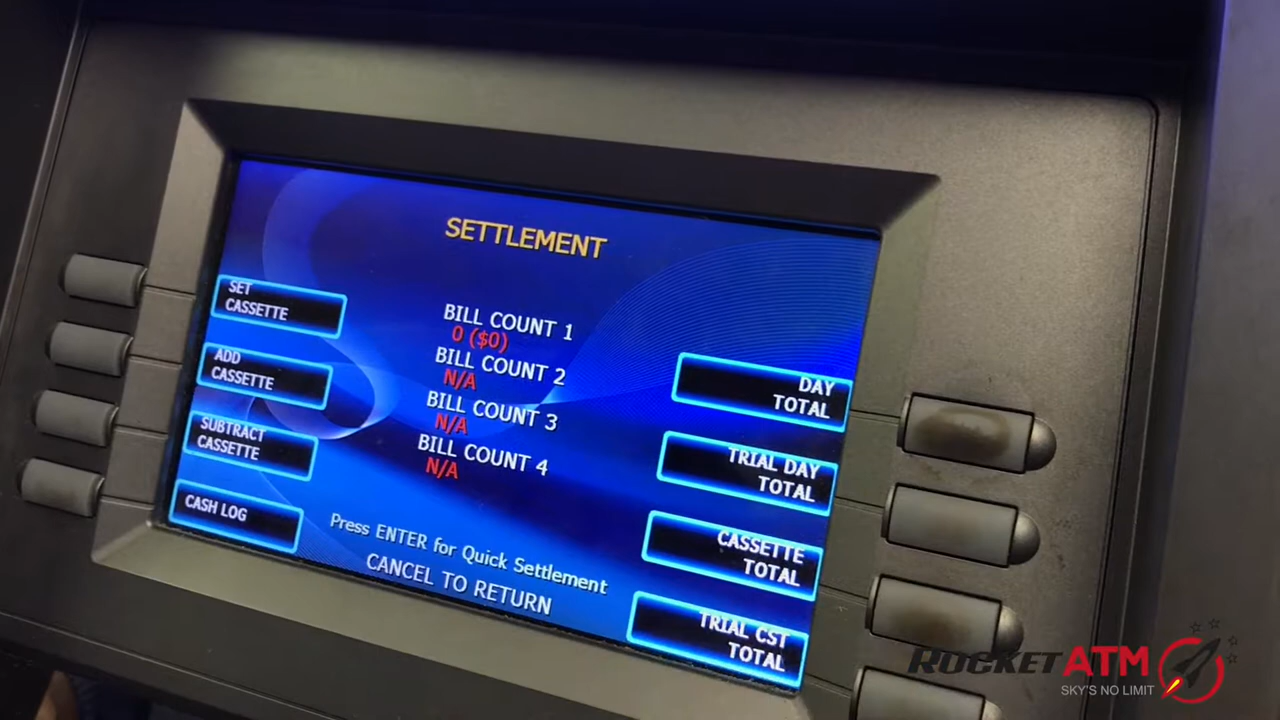 SETTLEMENT
SET
CASSETTE
ADD
CASSETTE
SUBTRACT
CASSETTE
CASH LOG
BILL COUNT 1
0 ($0)
BILL COUNT 2
N/A
BILL COUNT 3
N/A
BILL COUNT 4
N/A
DAY
TOTAL
TRIAL DAY
TOTAL
CASSETTE
TOTAL
TRIAL CST
TOTAL
Press ENTER for Quick Settlement
CANCEL TO RETURN
ROCKETATM
SKY'S NO LIMIT